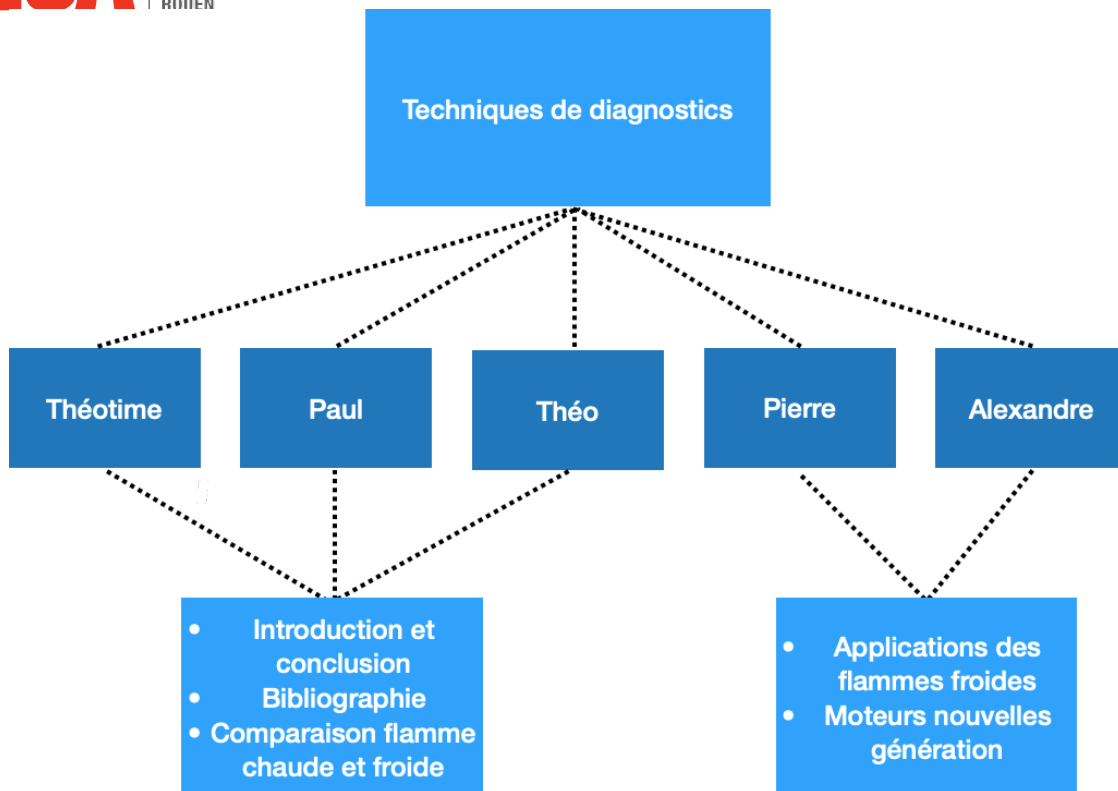 ROUEN
Techniques de diagnostics
Théotime
Paul
Théo
Pierre
Alexandre
• Introduction et
conclusion
• Bibliographie
• Comparaison flamme
chaude et froide
• Applications des
flammes froides
• Moteurs nouvelles
génération